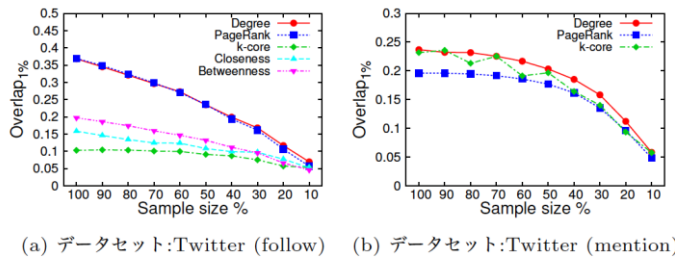 0.5
0.45
0.4
0.35
0.3
0.25
0.2
0.15
0.1
0.05
0
Overlap1%
Degree
PageRank
k-core
Closeness
Betweenness
100 90 80 70 60 50 40 30 20 10
Sample size %
(a) データセット:Twitter (follow)
0.3
0.25
0.2
0.15
0.1
0.05
0
Overlap1%
Degree
PageRank
k-core
100 90 80 70 60 50 40 30 20 10
Sample size %
(b) データセット:Twitter (mention)